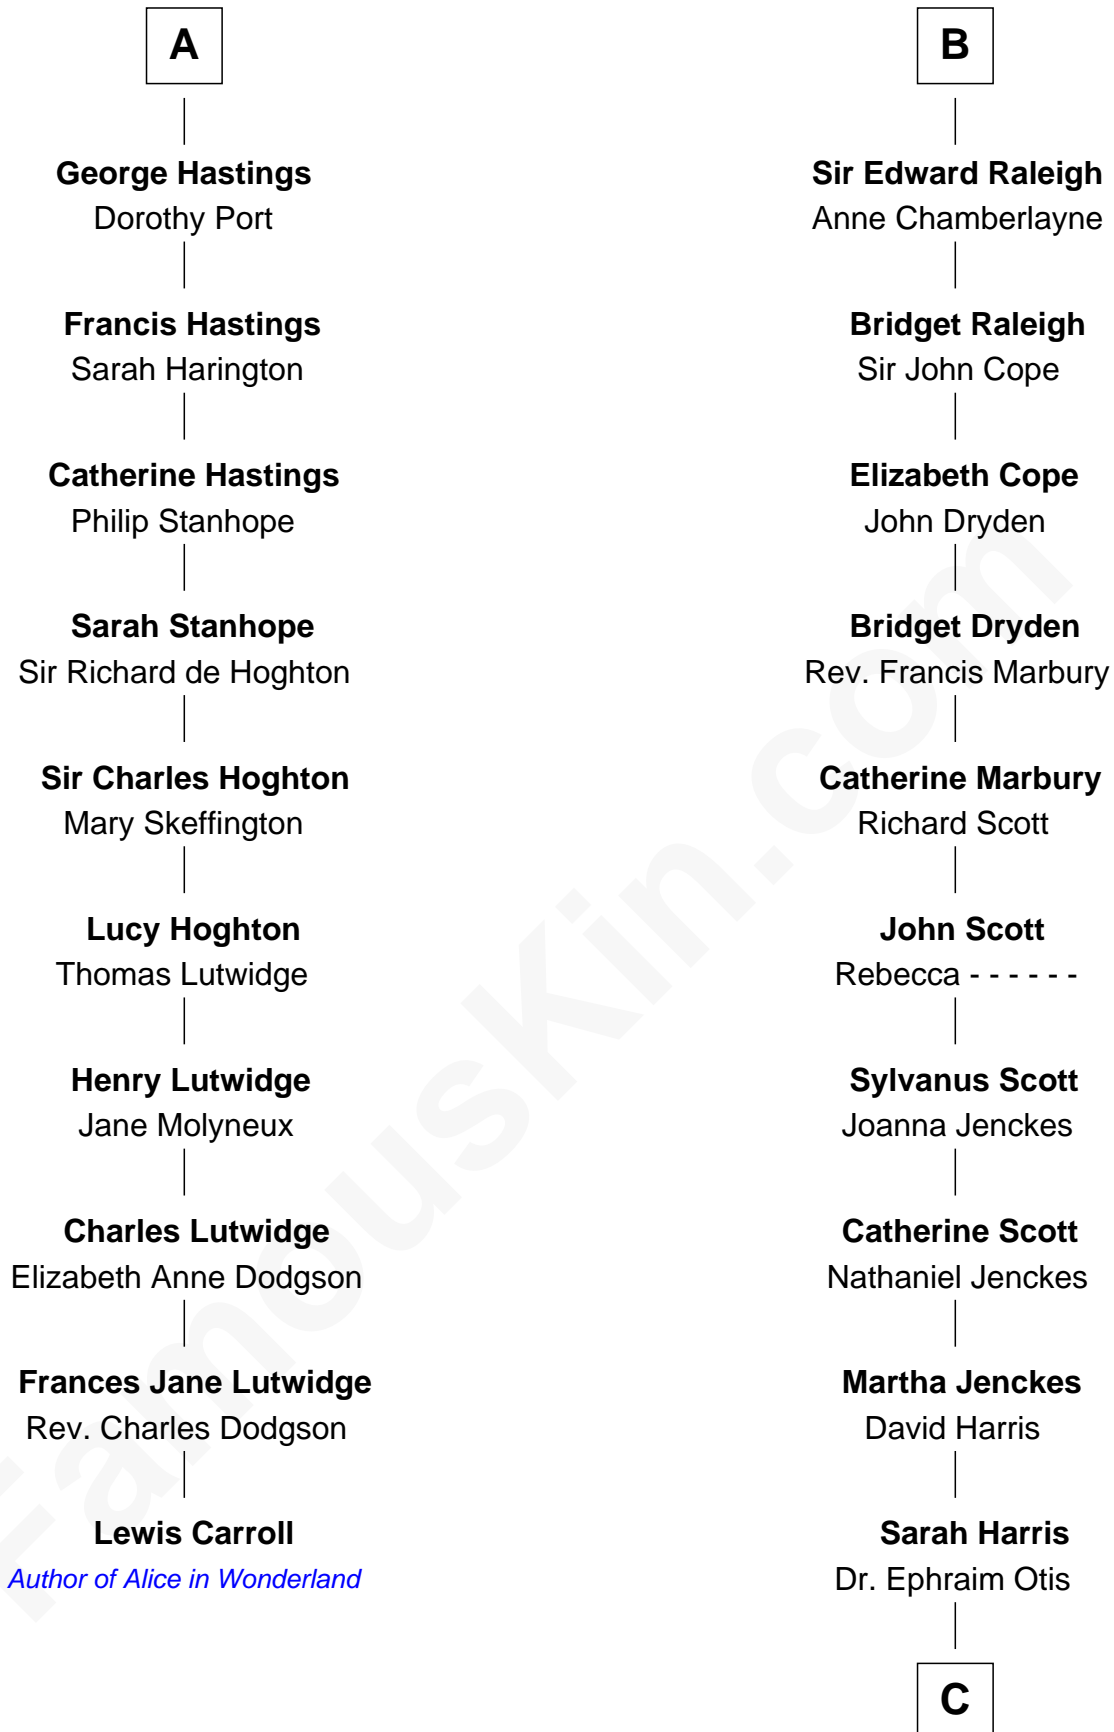 A
George Hastings
Dorothy Port
Francis Hastings
Sarah Harington
Catherine Hastings
Philip Stanhope
Sarah Stanhope
Sir Richard de Hoghton
Sir Charles Hoghton
Mary Skeffington
Lucy Hoghton
Thomas Lutwidge
Henry Lutwidge
Jane Molyneux
Charles Lutwidge
Elizabeth Anne Dodgson
Frances Jane Lutwidge
Rev. Charles Dodgson
Lewis Carroll
Author of Alice in Wonderland
B
Sir Edward Raleigh
Anne Chamberlayne
Bridget Raleigh
Sir John Cope
Elizabeth Cope
John Dryden
Bridget Dryden
Rev. Francis Marbury
Catherine Marbury
Richard Scott
John Scott
Rebecca - - - - - -
Sylvanus Scott
Joanna Jenckes
Catherine Scott
Nathaniel Jenckes
Martha Jenckes
David Harris
Sarah Harris
Dr. Ephraim Otis
C
FamousKin.com